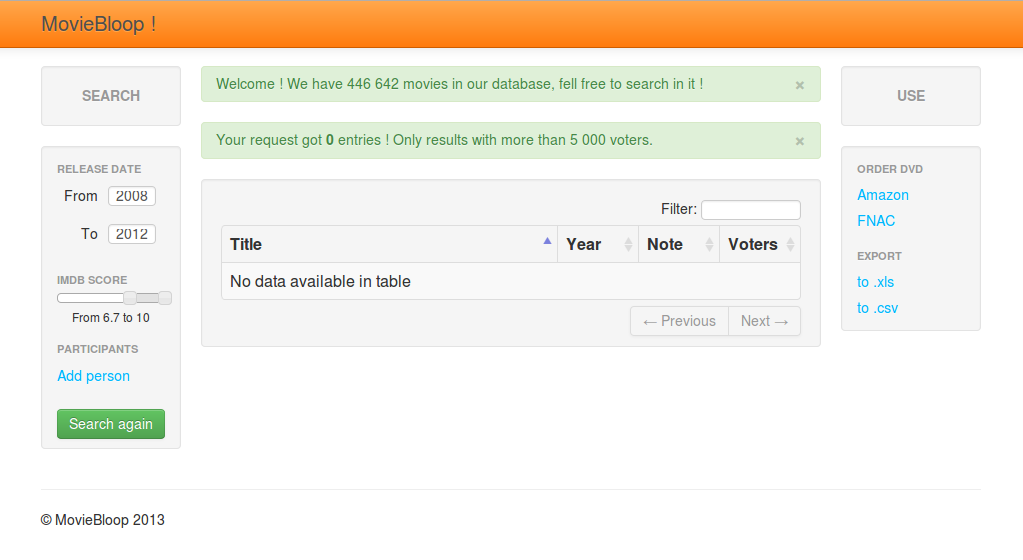 MovieBloop !
SEARCH
RELEASE DATE
From 2008
To 2012
IMDB SCORE
From 6.7 to 10
PARTICIPANTS
Add person
Search again
Welcome ! We have 446 642 movies in our database, fell free to search in it ! ×
Your request got 0 entries ! Only results with more than 5 000 voters. ×
Filter:
Title Year Note Voters
No data available in table
← Previous Next →
USE
ORDER DVD
Amazon
FNAC
EXPORT
to .xls
to .csv
© MovieBloop 2013